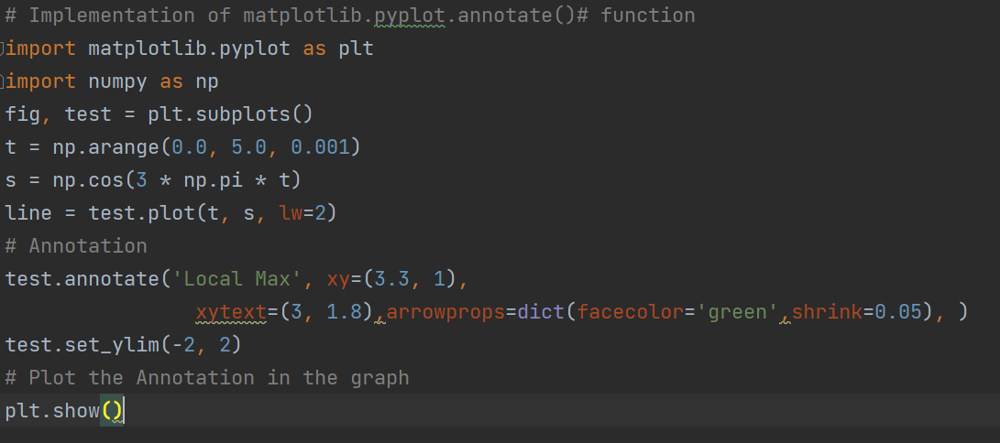 # Implementation of matplotlib.pyplot.annotate()# function
import matplotlib.pyplot as plt
import numpy as np
fig, test = plt.subplots()
t = np.arange(0.0, 5.0, 0.001)
s = np.cos(3 * np.pi * t)
line = test.plot(t, s, lw=2)
# Annotation
test.annotate('Local Max', xy=(3.3, 1),
                xytext=(3, 1.8),arrowprops=dict(facecolor='green',shrink=0.05), )
test.set_ylim(-2, 2)
# Plot the Annotation in the graph
plt.show()